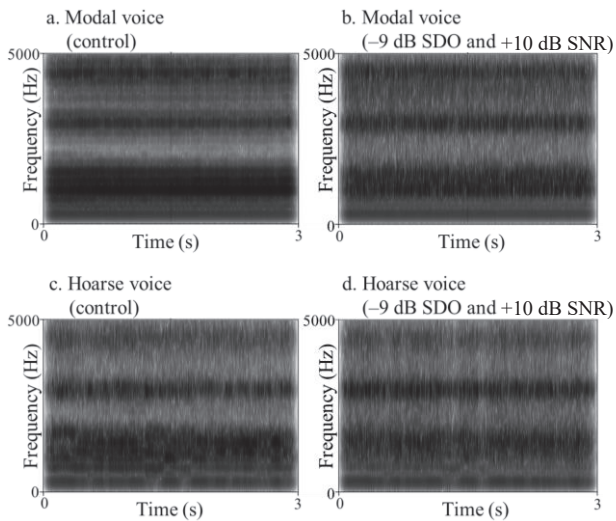 a. Modal voice
(control)
b. Modal voice
(–9 dB SDO and +10 dB SNR)
5000
Frequency (Hz)
0
0
Time (s)
3
5000
Frequency (Hz)
0
0
Time (s)
3
c. Hoarse voice
(control)
d. Hoarse voice
(–9 dB SDO and +10 dB SNR)
5000
Frequency (Hz)
0
0
Time (s)
3
5000
Frequency (Hz)
0
0
Time (s)
3